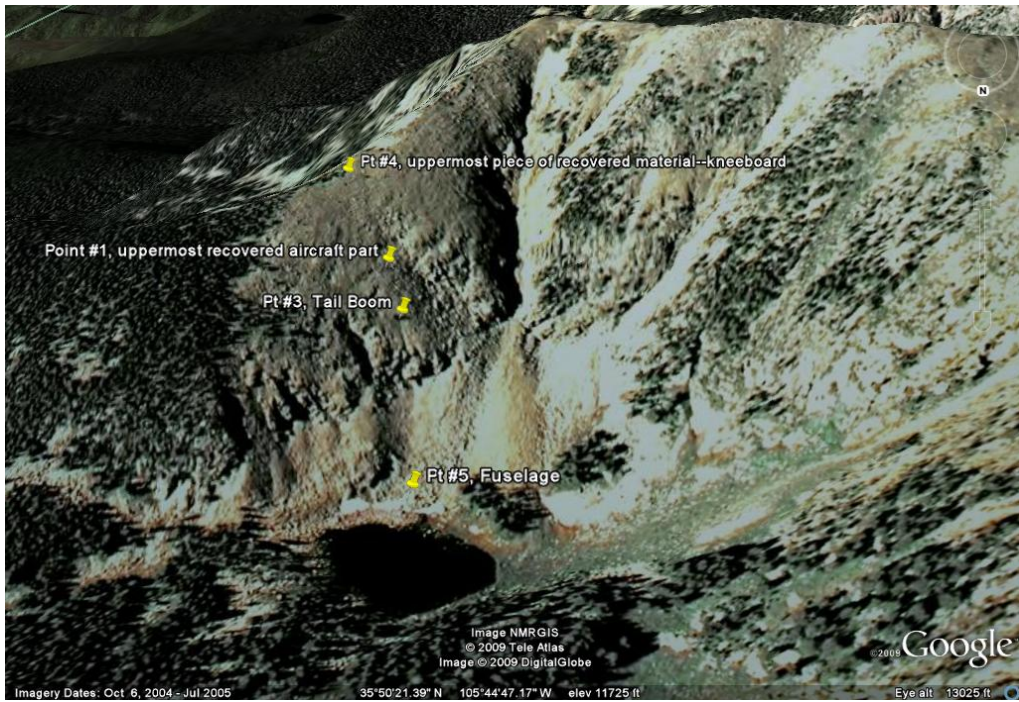 N
Pt #4, uppermost piece of recovered material--kneeboard
Point #1, uppermost recovered aircraft part
Pt #3, Tail Boom
Pt #5, Fuselage
Image NMRGIS
© 2009 Tele Atlas
Image © 2009 DigitalGlobe
©2009 Google
Imagery Dates: Oct 6, 2004 - Jul 2005 35°50'21.39" N 105°44'47.17" W elev 11725 ft Eye alt 13025 ft